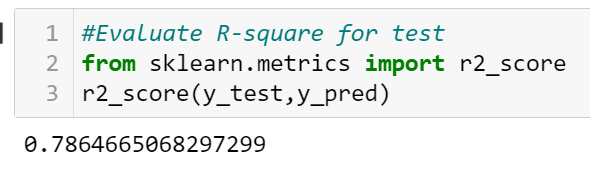 1 #Evaluate R-square for test
2 from sklearn.metrics import r2_score
3 r2_score(y_test,y_pred)
0.7864665068297299